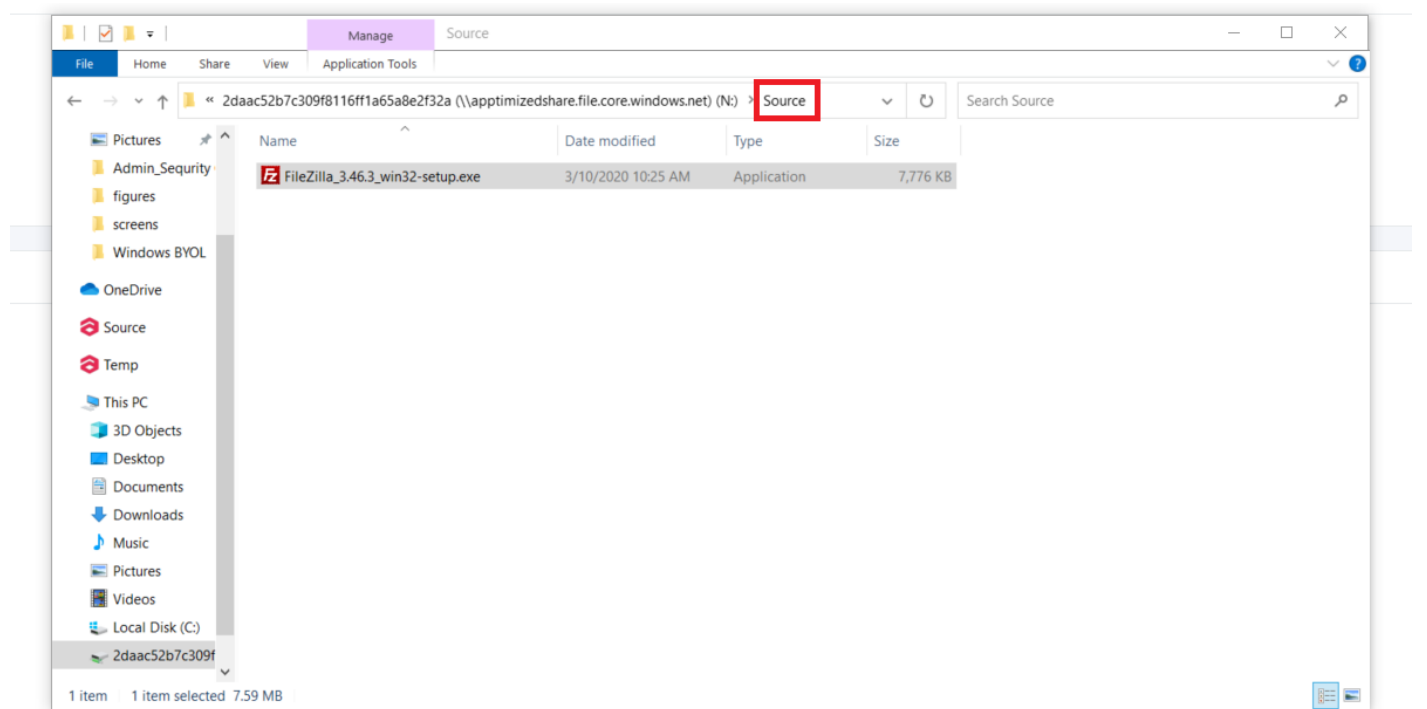 Manage Source
File Home Share View Application Tools
« 2daac52b7c309f8116ff1a65a8e2f32a (\\apptimizedshare.file.core.windows.net) (N:) > Source Search Source
Name Date modified Type Size
FileZilla_3.46.3_win32-setup.exe 3/10/2020 10:25 AM Application 7,776 KB
Pictures
Admin_Sequrity
figures
screens
Windows BYOL
OneDrive
Source
Temp
This PC
3D Objects
Desktop
Documents
Downloads
Music
Pictures
Videos
Local Disk (C:)
2daac52b7c309f
1 item 1 item selected 7.59 MB